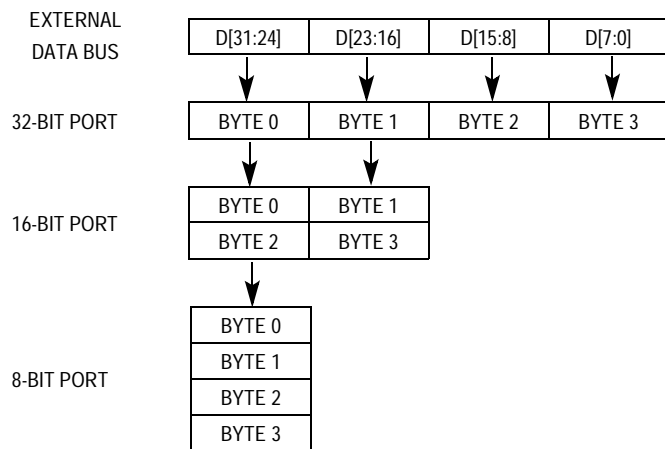 EXTERNAL
DATA BUS
D[31:24] D[23:16] D[15:8] D[7:0]
32-BIT PORT BYTE 0 BYTE 1 BYTE 2 BYTE 3
16-BIT PORT
BYTE 0 BYTE 1
BYTE 2 BYTE 3
8-BIT PORT
BYTE 0
BYTE 1
BYTE 2
BYTE 3